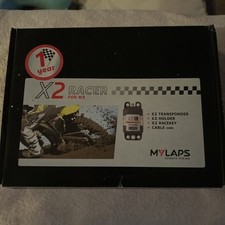 1
year
X2 RACER
FOR MX
X2 TRANSPONDER
X2 HOLDER
X2 RACEKEY
CABLE
MYLAPS